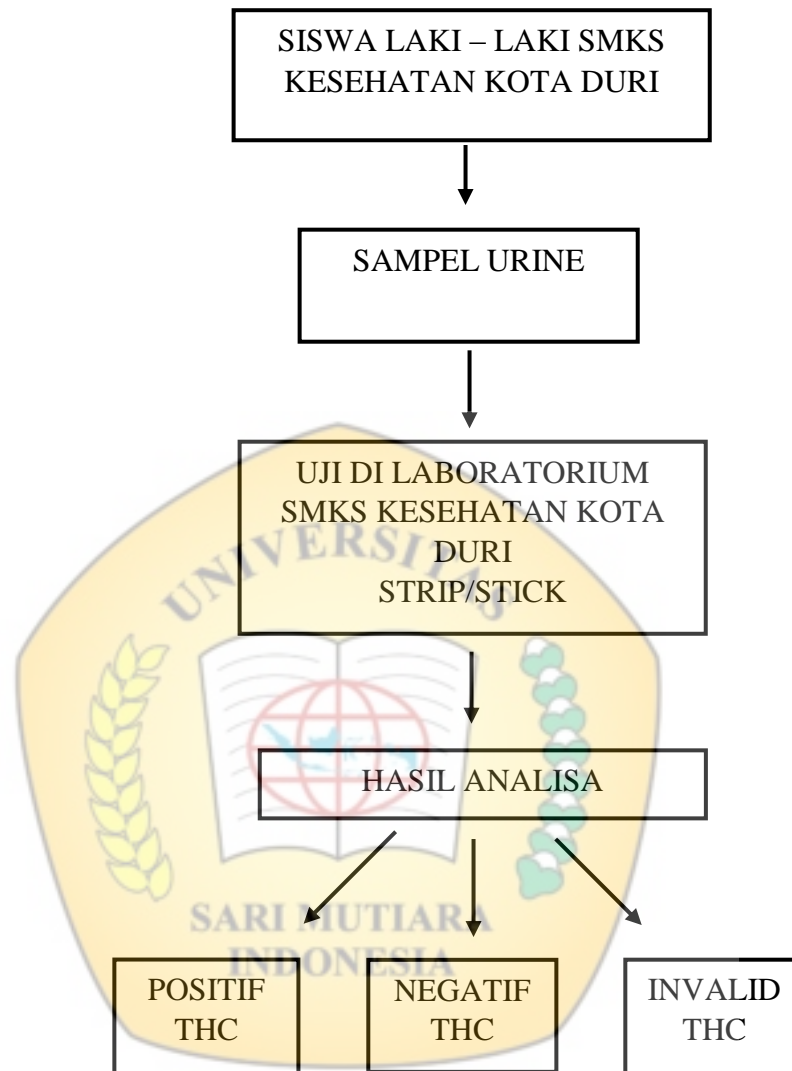 SISWA LAKI – LAKI SMKS
KESEHATAN KOTA DURI
SAMPEL URINE
UJI DI LABORATORIUM
SMKS KESEHATAN KOTA
DURI
STRIP/STICK
UNIVERSITAS
HASIL ANALISA
SARI MUTIARA
INDONESIA
POSITIF
THC
NEGATIF
THC
INVALID
THC